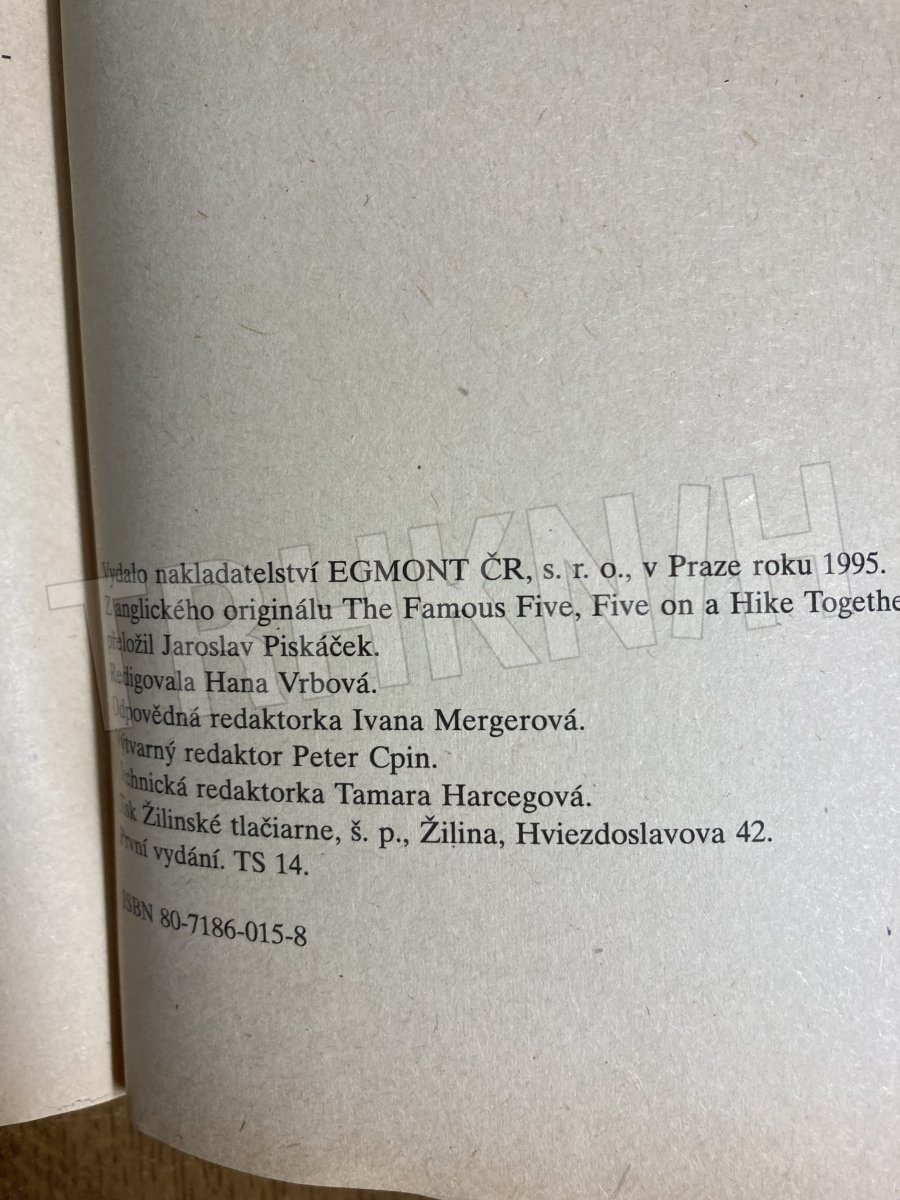 Vydalo nakladatelství EGMONT ČR, s. r. o., v Praze roku 1995.
Z anglického originálu The Famous Five, Five on a Hike Togethe
přeložil Jaroslav Piskáček.
Redigovala Hana Vrbová.
Odpovědná redaktorka Ivana Mergerová.
Výtvarný redaktor Peter Cpin.
Technická redaktorka Tamara Harcegová.
Tisk Žilinské tlačiarne, š. p., Žilina, Hviezdoslavova 42.
První vydání. TS 14.
ISBN 80-7186-015-8